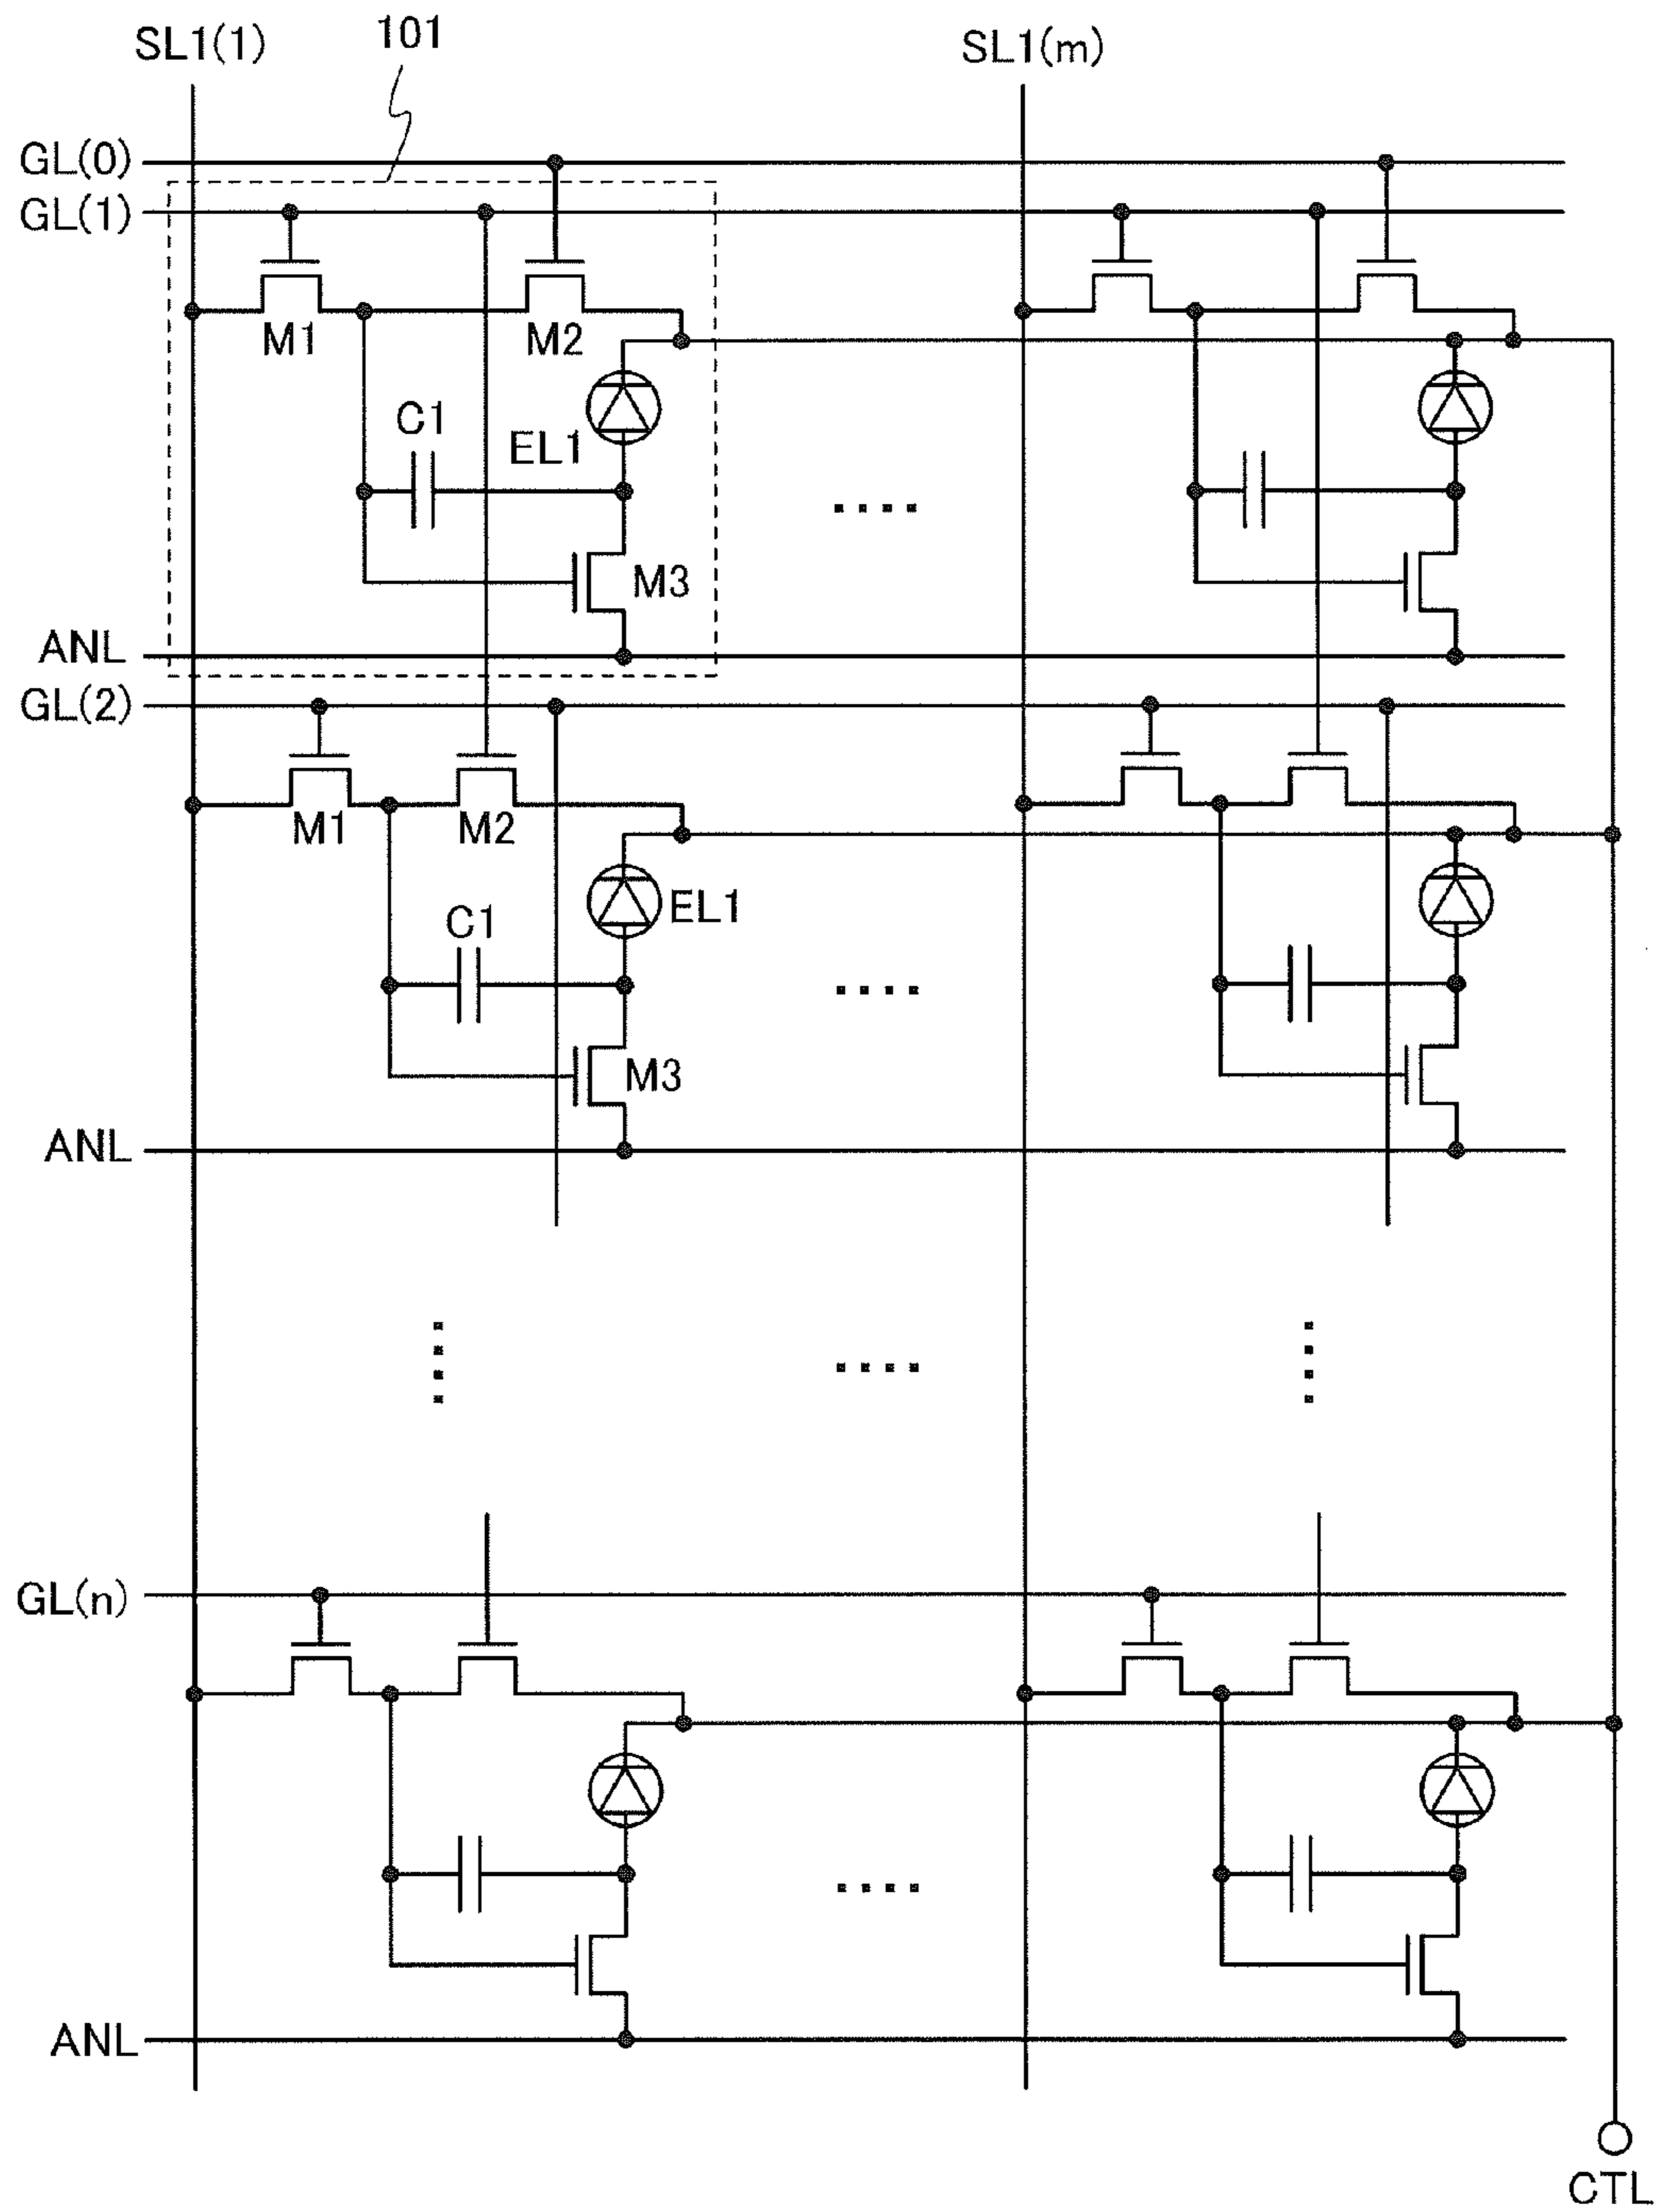 101
SL1(1)
SL1(m)
GL(0)
GL(1)
M1
M2
C1
EL1
M3
ANL
GL(2)
M1
M2
EL1
C1
M3
ANL
GL(n)
ANL
CTL